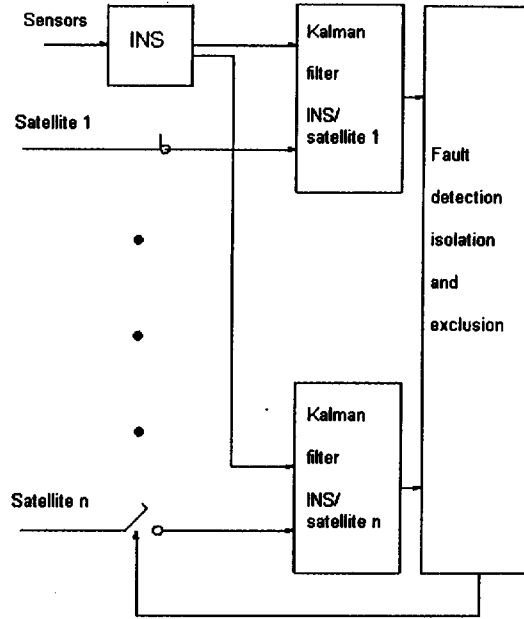 Sensors
INS
Kalman
filter
INS/
satellite 1
Satellite 1
Fault
detection
isolation
and
exclusion
Kalman
filter
INS/
satellite n
Satellite n